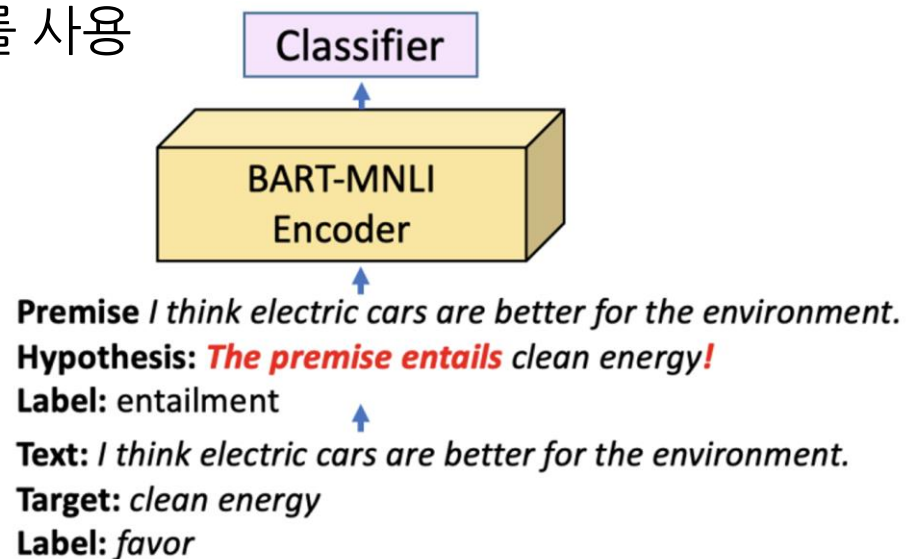 를 사용
Classifier
BART-MNLI
Encoder
Premise I think electric cars are better for the environment.
Hypothesis: The premise entails clean energy!
Label: entailment
Text: I think electric cars are better for the environment.
Target: clean energy
Label: favor